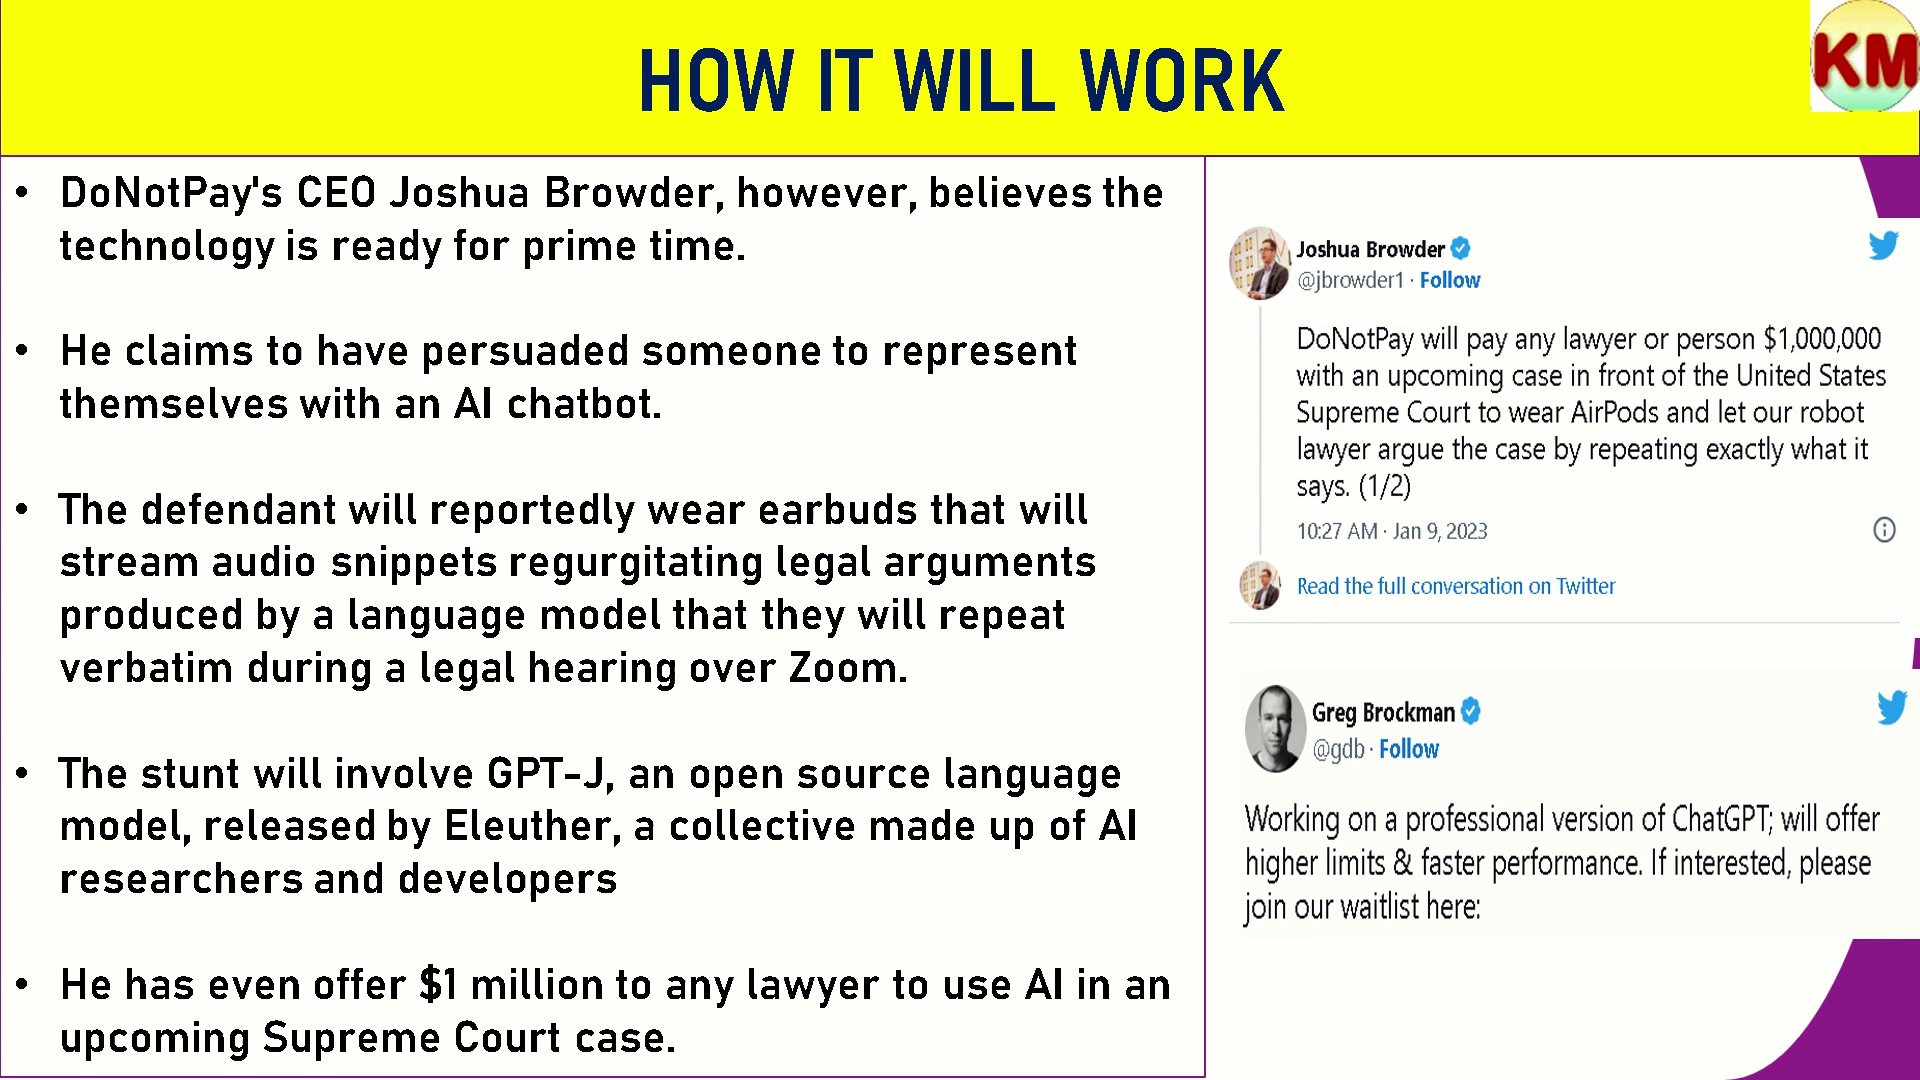 HOW IT WILL WORK
KM
• DoNotPay's CEO Joshua Browder, however, believes the
technology is ready for prime time.
• He claims to have persuaded someone to represent
themselves with an AI chatbot.
• The defendant will reportedly wear earbuds that will
stream audio snippets regurgitating legal arguments
produced by a language model that they will repeat
verbatim during a legal hearing over Zoom.
• The stunt will involve GPT-J, an open source language
model, released by Eleuther, a collective made up of AI
researchers and developers
• He has even offer $1 million to any lawyer to use AI in an
upcoming Supreme Court case.
Joshua Browder
@jbrowder1 · Follow
DoNotPay will pay any lawyer or person $1,000,000
with an upcoming case in front of the United States
Supreme Court to wear AirPods and let our robot
lawyer argue the case by repeating exactly what it
says. (1/2)
10:27 AM · Jan 9, 2023
Read the full conversation on Twitter
Greg Brockman
@gdb · Follow
Working on a professional version of ChatGPT; will offer
higher limits & faster performance. If interested, please
join our waitlist here: